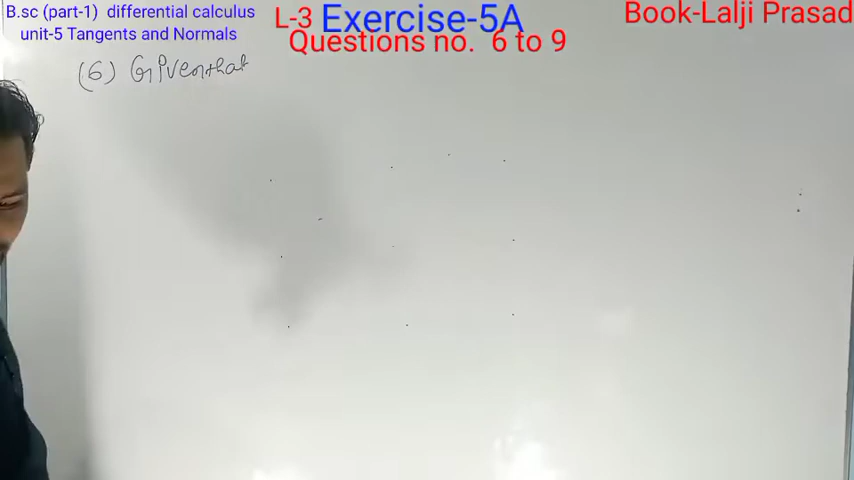 B.sc (part-1) differential calculus
unit-5 Tangents and Normals
L-3 Exercise-5A
Questions no. 6 to 9
Book-Lalji Prasad
(6) Given that